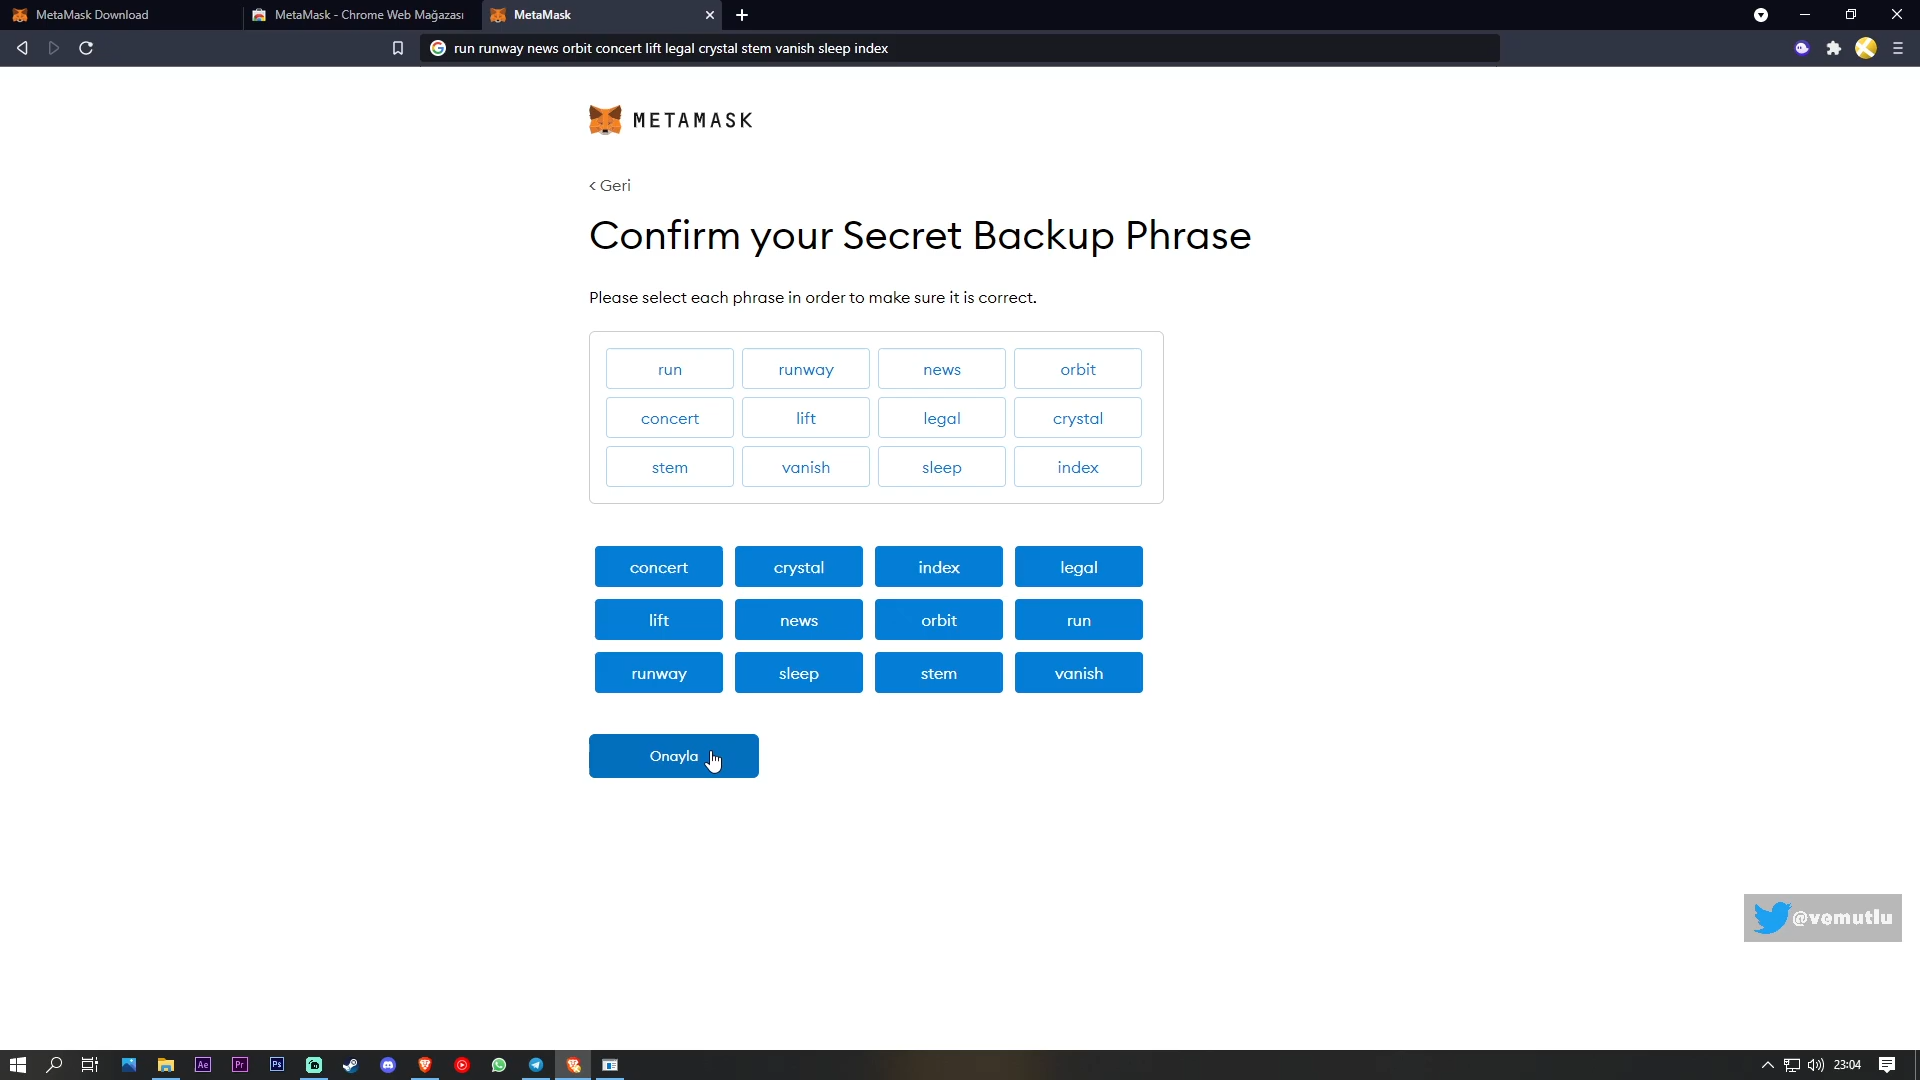 MetaMask Download
MetaMask - Chrome Web Mağazası
MetaMask
run runway news orbit concert lift legal crystal stem vanish sleep index
METAMASK
< Geri
Confirm your Secret Backup Phrase
Please select each phrase in order to make sure it is correct.
run runway news orbit
concert lift legal crystal
stem vanish sleep index
concert crystal index legal
lift news orbit run
runway sleep stem vanish
Onayla
@vemutlu
Ae Pr Ps
23:04